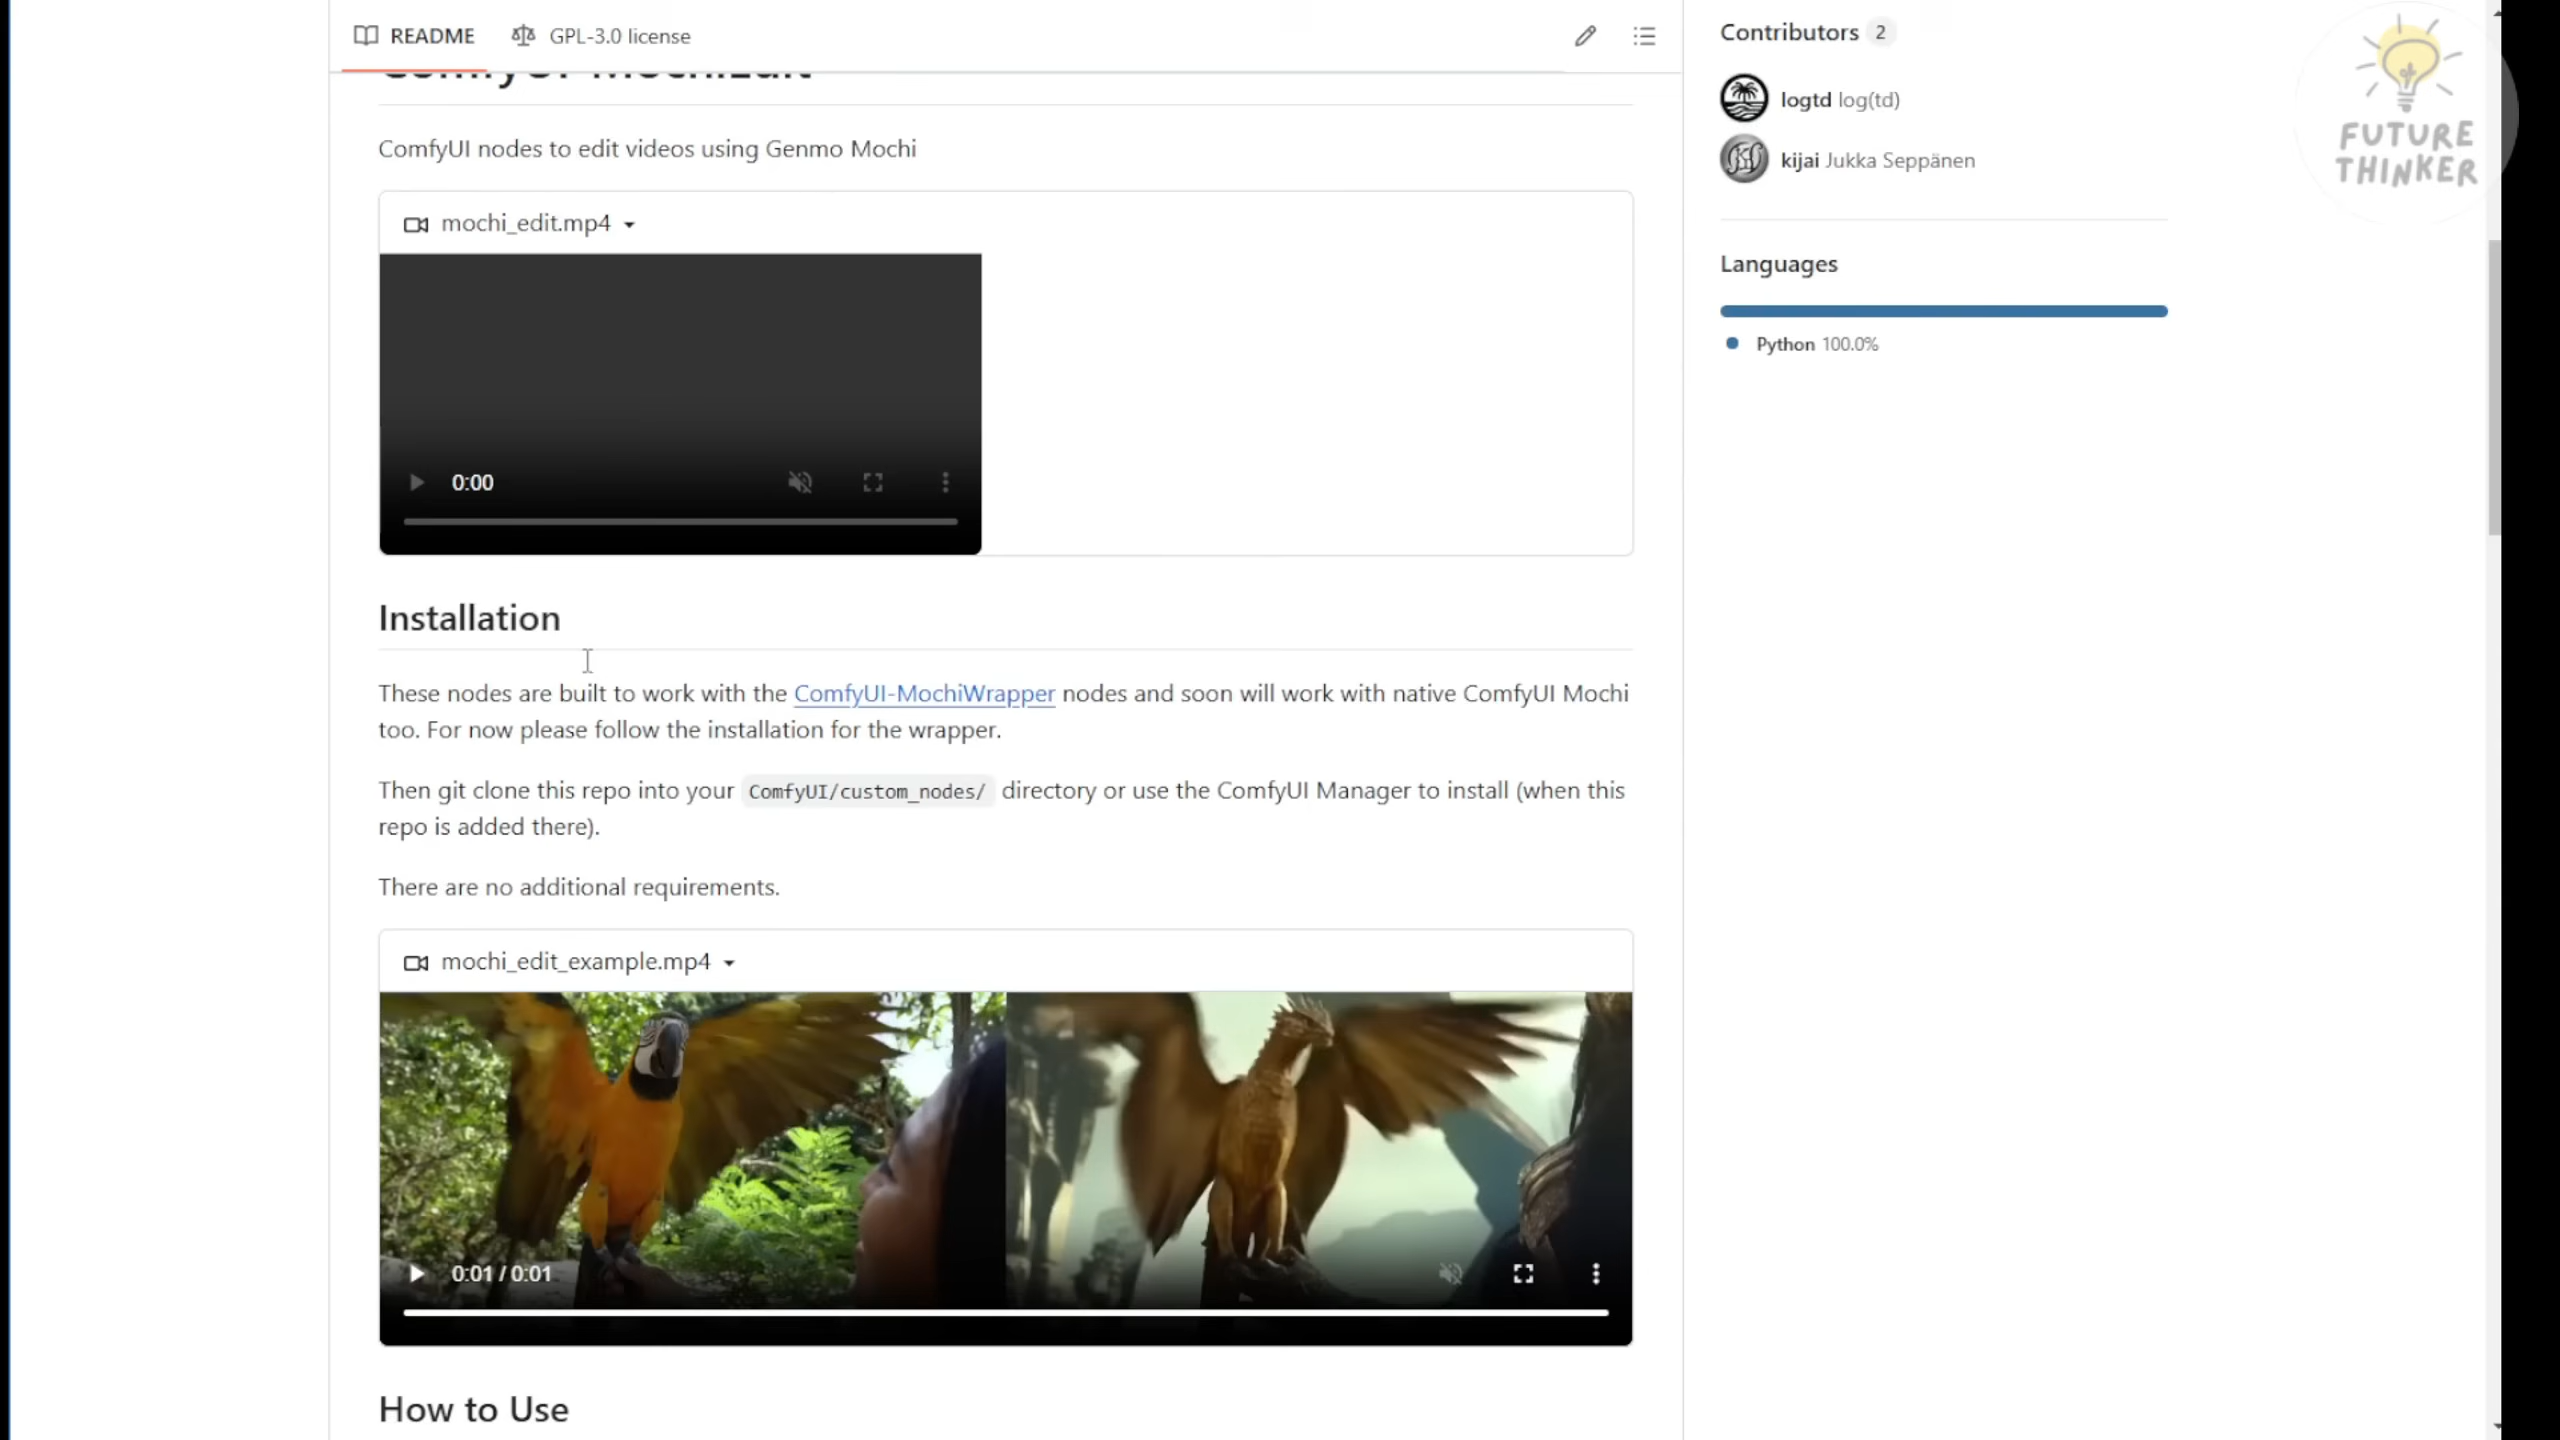 README
GPL-3.0 license
ComfyUI MochiEdit
ComfyUI nodes to edit videos using Genmo Mochi
mochi_edit.mp4
0:00
Installation
These nodes are built to work with the ComfyUI-MochiWrapper nodes and soon will work with native ComfyUI Mochi
too. For now please follow the installation for the wrapper.
Then git clone this repo into your ComfyUI/custom_nodes/ directory or use the ComfyUI Manager to install (when this
repo is added there).
There are no additional requirements.
mochi_edit_example.mp4
0:01 / 0:01
How to Use
Contributors 2
logtd log(td)
kijai Jukka Seppänen
Languages
Python 100.0%
FUTURE
THINKER